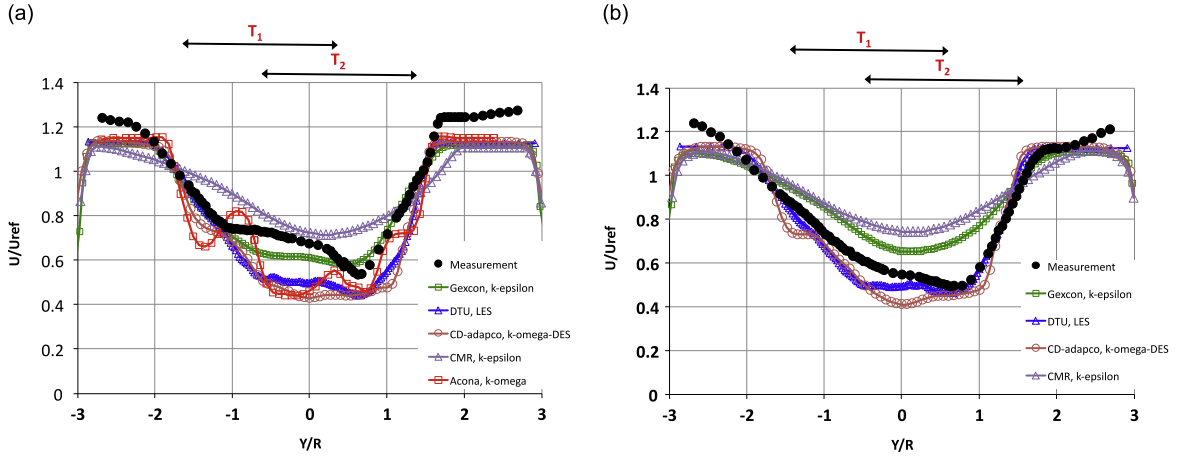 (a)
T1
T2
1.4
1.2
1
0.8
0.6
0.4
0.2
0
U/Uref
-3
-2
-1
0
1
2
3
Y/R
Measurement
Gexcon, k-epsilon
DTU, LES
CD-adapco, k-omega-DES
CMR, k-epsilon
Acona, k-omega
(b)
T1
T2
1.4
1.2
1
0.8
0.6
0.4
0.2
0
U/Uref
-3
-2
-1
0
1
2
3
Y/R
Measurement
Gexcon, k-epsilon
DTU, LES
CD-adapco, k-omega-DES
CMR, k-epsilon